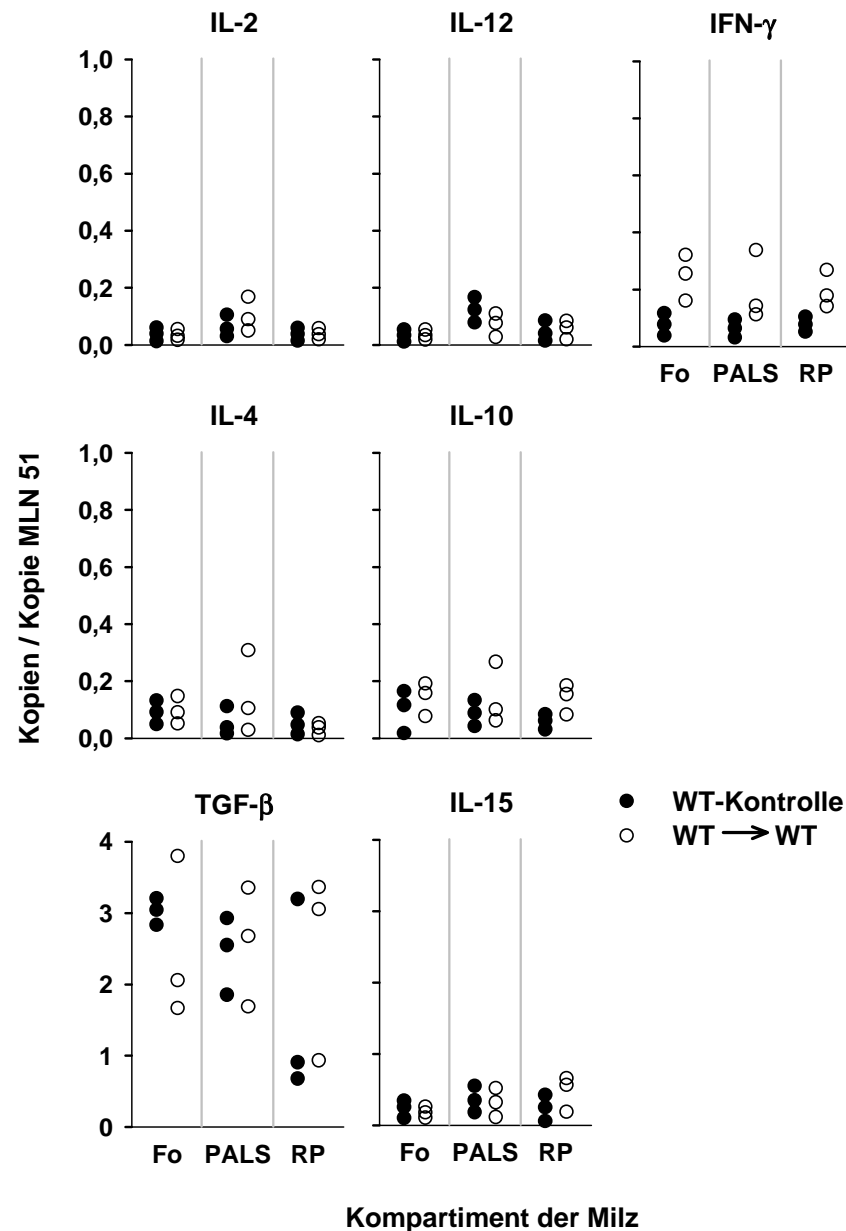 IL-2 IL-12 IFN-γ
1,0
0,8
0,6
0,4
0,2
0,0
Fo PALS RP
IL-4 IL-10
1,0
0,8
0,6
0,4
0,2
0,0
Kopien / Kopie MLN 51
TGF-β IL-15
WT-Kontrolle
WT → WT
4
3
2
1
0
Fo PALS RP Fo PALS RP
Kompartiment der Milz